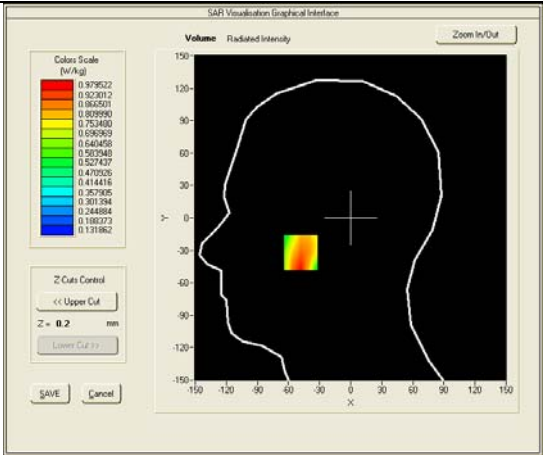 SAR Visualisation Graphical Interface
Volume Radiated Intensity
Zoom In/Out
Colors Scale
(W/kg)
0.979522
0.923012
0.866501
0.809990
0.753480
0.696969
0.640458
0.583948
0.527437
0.470926
0.414416
0.357905
0.301394
0.244884
0.188373
0.131862
Z Cuts Control
<< Upper Cut
Z = 0.2 mm
Lower Cut >>
SAVE Cancel
150
120
90
60
30
0
-30
-60
-90
-120
-150
Y
-150 -120 -90 -60 -30 0 30 60 90 120 150
X